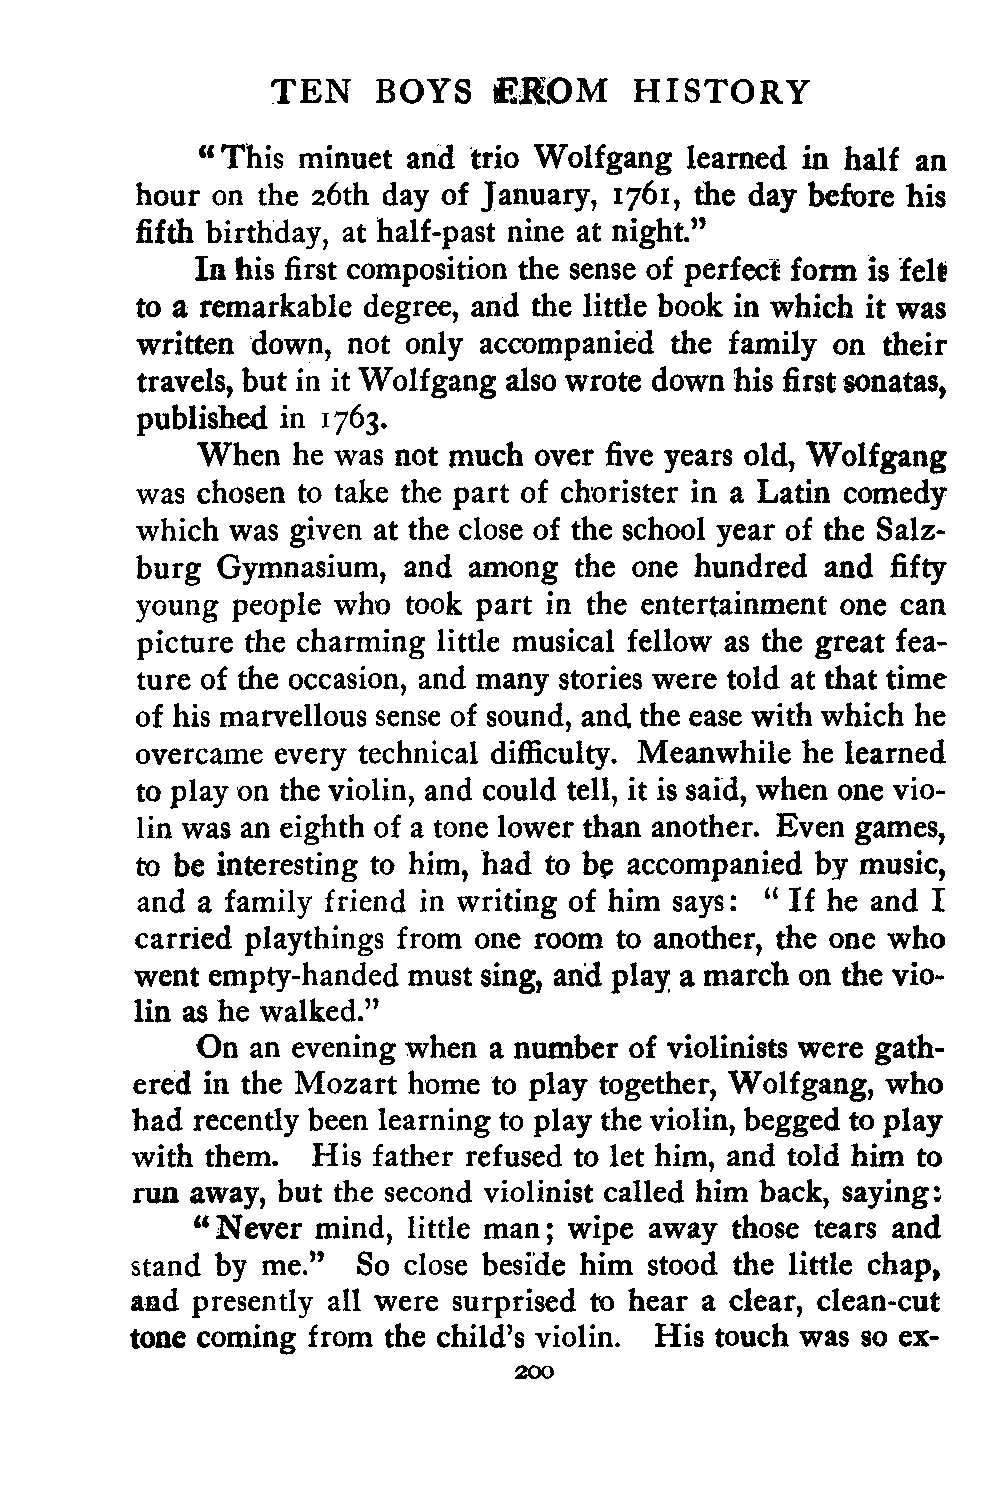 TEN BOYS FROM HISTORY
“This minuet and trio Wolfgang learned in half an
hour on the 26th day of January, 1761, the day before his
fifth birthday, at half-past nine at night.”
In his first composition the sense of perfect form is felt
to a remarkable degree, and the little book in which it was
written down, not only accompanied the family on their
travels, but in it Wolfgang also wrote down his first sonatas,
published in 1763.
When he was not much over five years old, Wolfgang
was chosen to take the part of chorister in a Latin comedy
which was given at the close of the school year of the Salz-
burg Gymnasium, and among the one hundred and fifty
young people who took part in the entertainment one can
picture the charming little musical fellow as the great fea-
ture of the occasion, and many stories were told at that time
of his marvellous sense of sound, and the ease with which he
overcame every technical difficulty. Meanwhile he learned
to play on the violin, and could tell, it is said, when one vio-
lin was an eighth of a tone lower than another. Even games,
to be interesting to him, had to be accompanied by music,
and a family friend in writing of him says: “If he and I
carried playthings from one room to another, the one who
went empty-handed must sing, and play a march on the vio-
lin as he walked.”
On an evening when a number of violinists were gath-
ered in the Mozart home to play together, Wolfgang, who
had recently been learning to play the violin, begged to play
with them. His father refused to let him, and told him to
run away, but the second violinist called him back, saying:
“Never mind, little man; wipe away those tears and
stand by me.” So close beside him stood the little chap,
and presently all were surprised to hear a clear, clean-cut
tone coming from the child’s violin. His touch was so ex-
200